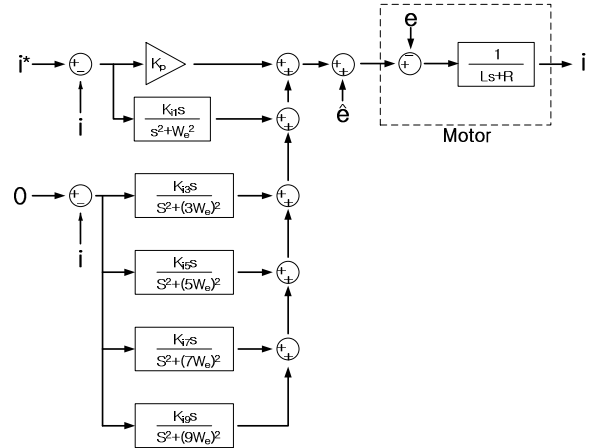 e
i* + − Kp + + + + − 1 i
Ls+R
i
Ki1s
s²+We²
+ +
ê
Motor
0 + − Ki3s
S²+(3We)²
+ +
i
Ki5s
S²+(5We)²
+ +
Ki7s
S²+(7We)²
+ +
Ki9s
S²+(9We)²